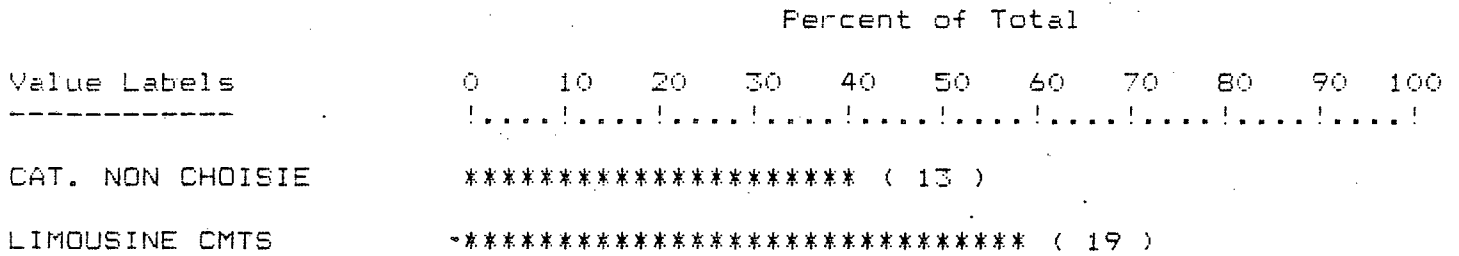 Percent of Total
Value Labels 0 10 20 30 40 50 60 70 80 90 100
------------ !....!....!....!....!....!....!....!....!....!....!
CAT. NON CHOISIE ********************* ( 13 )
LIMOUSINE CMTS ****************************** ( 19 )